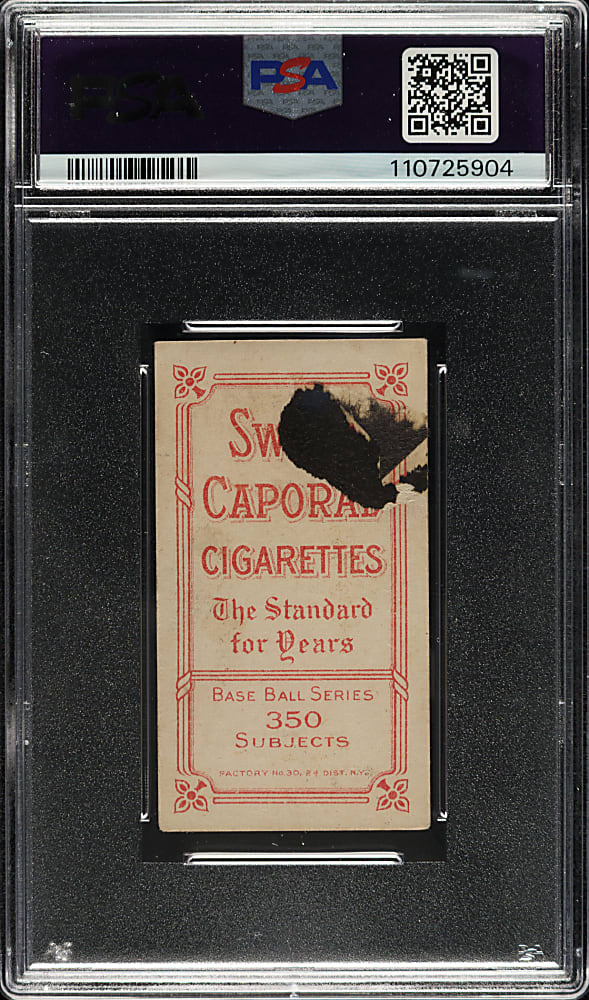 PSA
PSA
110725904
SW
CAPORAL
CIGARETTES
The Standard
for Years
BASE BALL SERIES
350
SUBJECTS
FACTORY No. 30, 2d DIST. N.Y.